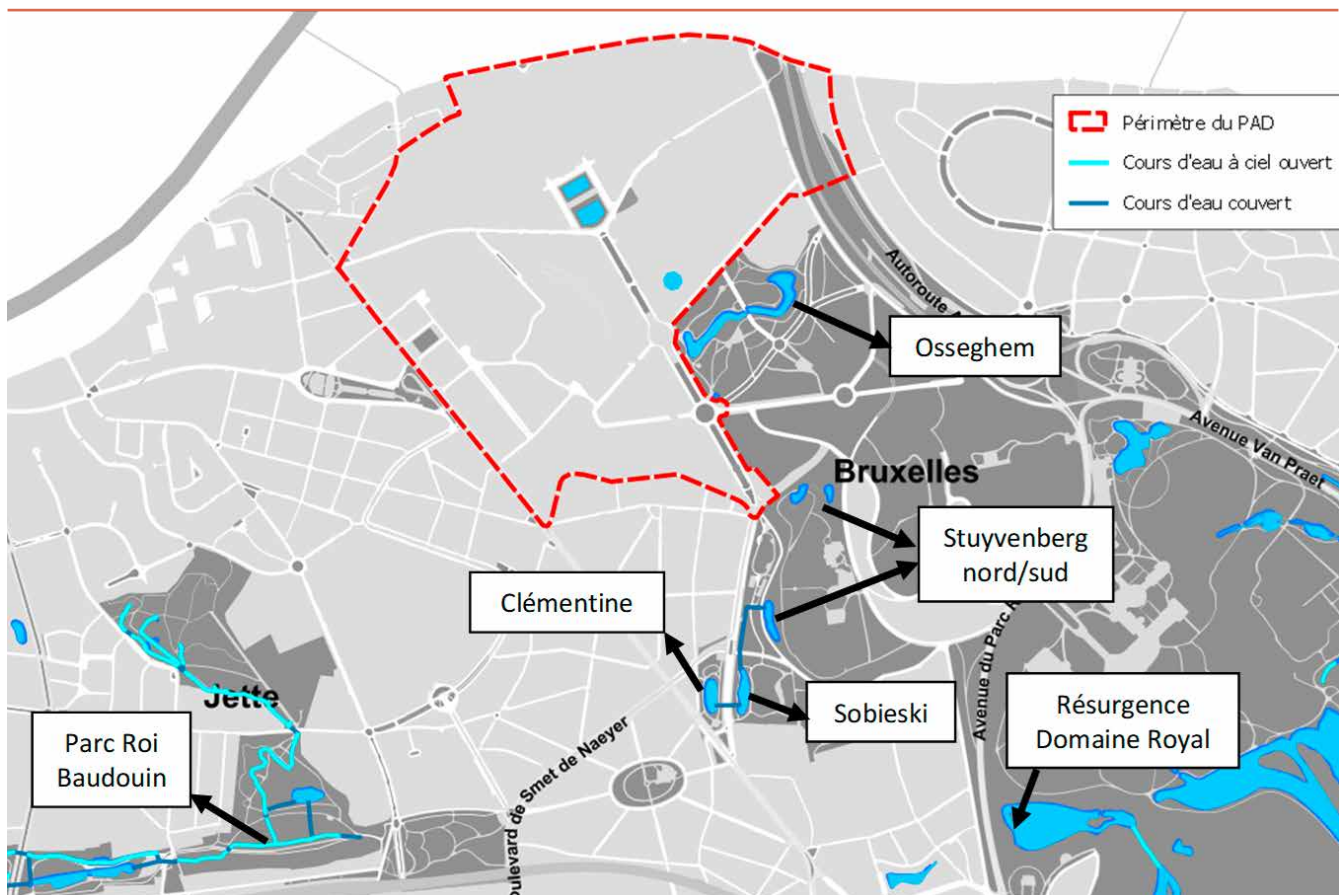 Périmètre du PAD
Cours d'eau à ciel ouvert
Cours d'eau couvert
Autoroute A
Osseghem
Avenue Van Praet
Bruxelles
Stuyvenberg
nord/sud
Clémentine
Avenue du Parc R
Jette
Sobieski
Résurgence
Domaine Royal
Parc Roi
Baudouin
Boulevard de Smet de Naeyer